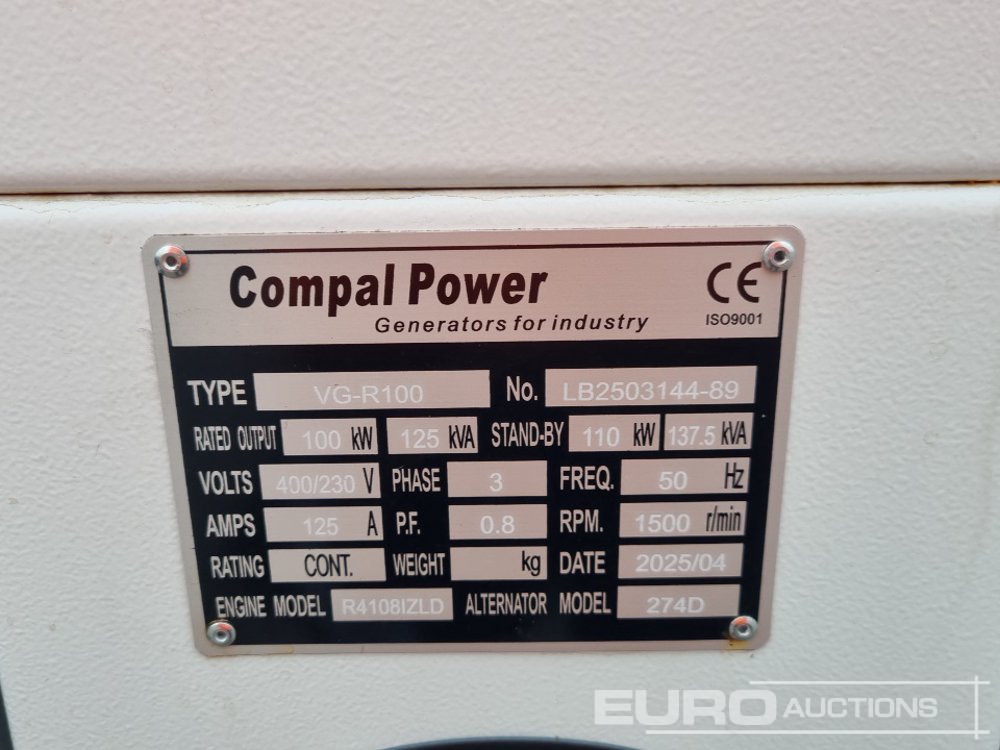 Compal Power
CE
Generators for industry
ISO9001
TYPE VG-R100 No. LB2503144-89
RATED OUTPUT 100 kW 125 kVA STAND-BY 110 kW 137.5 kVA
VOLTS 400/230 V PHASE 3 FREQ. 50 Hz
AMPS 125 A P.F. 0.8 RPM. 1500 r/min
RATING CONT. WEIGHT kg DATE 2025/04
ENGINE MODEL R4108IZLD ALTERNATOR MODEL 274D
EURO AUCTIONS